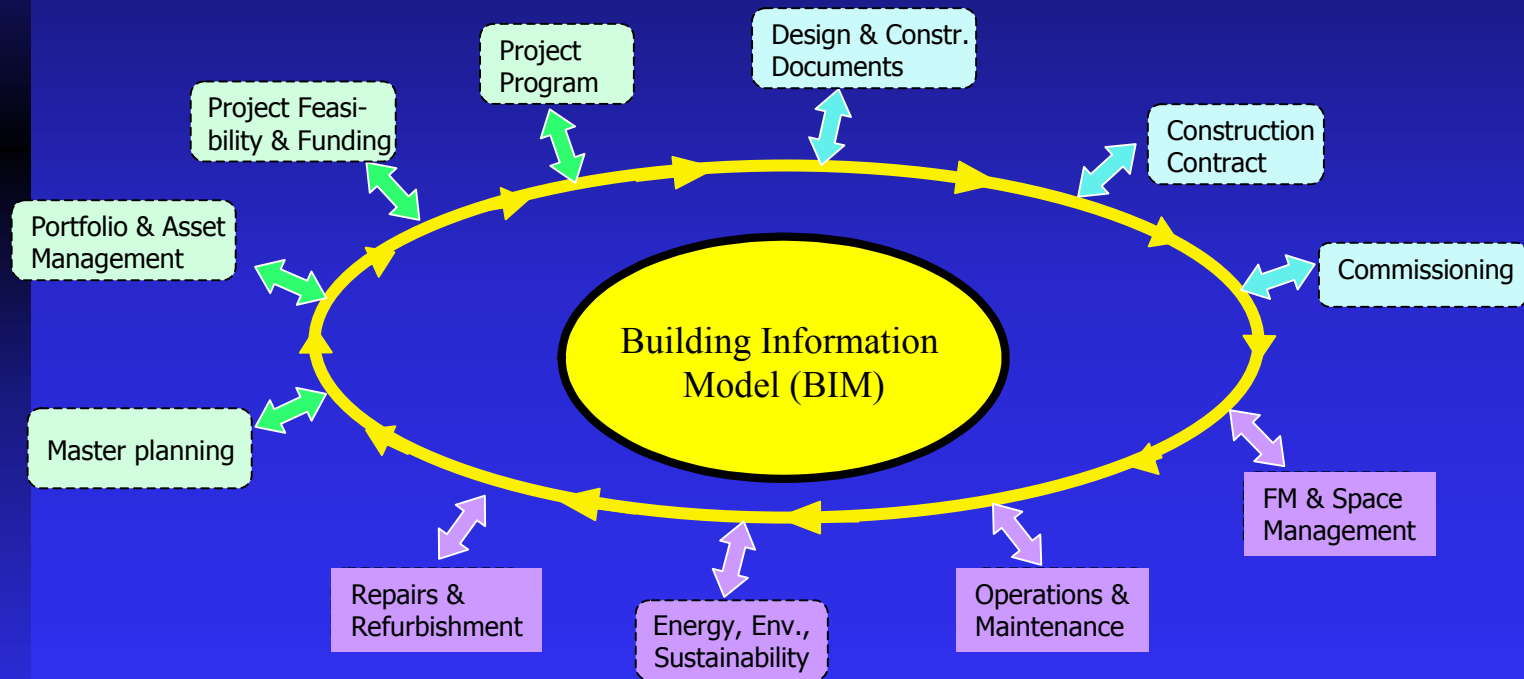 Project
Program
Design & Constr.
Documents
Project Feasi-
bility & Funding
Construction
Contract
Portfolio & Asset
Management
Commissioning
Building Information
Model (BIM)
Master planning
FM & Space
Management
Repairs &
Refurbishment
Energy, Env.,
Sustainability
Operations &
Maintenance